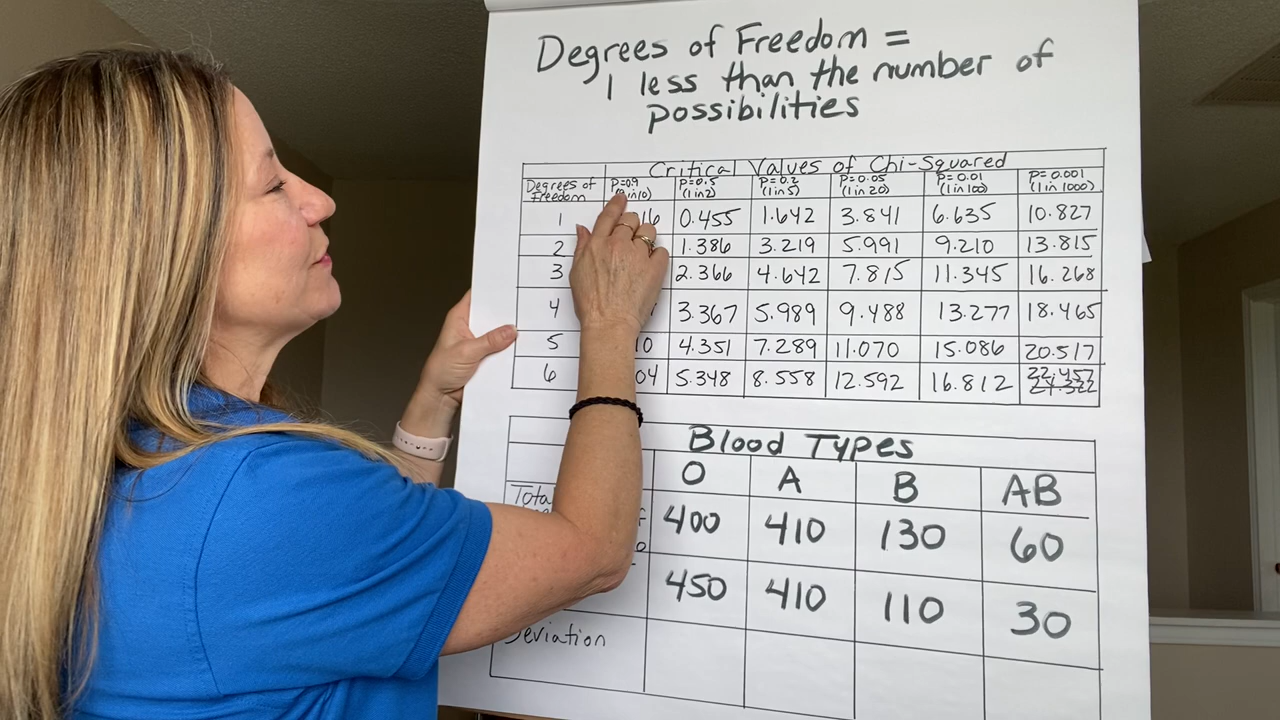 Degrees of Freedom =
1 less than the number of
possibilities
Critical Values of Chi-Squared
Degrees of Freedom P=0.9 P=0.5 (1 in 2) P=0.2 (1 in 5) P=0.05 (1 in 20) P=0.01 (1 in 100) P=0.001 (1 in 1000)
1 16 0.455 1.642 3.841 6.635 10.827
2 1.386 3.219 5.991 9.210 13.815
3 2.366 4.642 7.815 11.345 16.268
4 3.367 5.989 9.488 13.277 18.465
5 10 4.351 7.289 11.070 15.086 20.517
6 04 5.348 8.558 12.592 16.812 22.457
Blood Types
O A B AB
400 410 130 60
450 410 110 30
Deviation